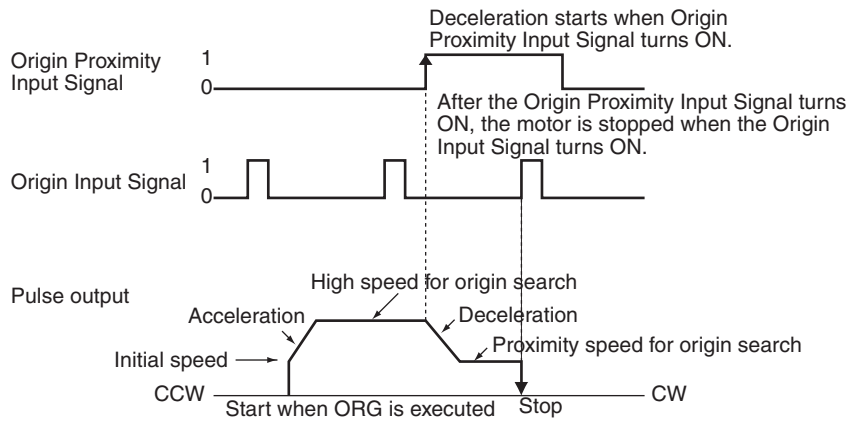 Deceleration starts when Origin
Proximity Input Signal turns ON.
Origin Proximity
Input Signal
1
0
After the Origin Proximity Input Signal turns
ON, the motor is stopped when the Origin
Input Signal turns ON.
Origin Input Signal
1
0
Pulse output
High speed for origin search
Acceleration
Deceleration
Initial speed
Proximity speed for origin search
CCW
CW
Start when ORG is executed
Stop